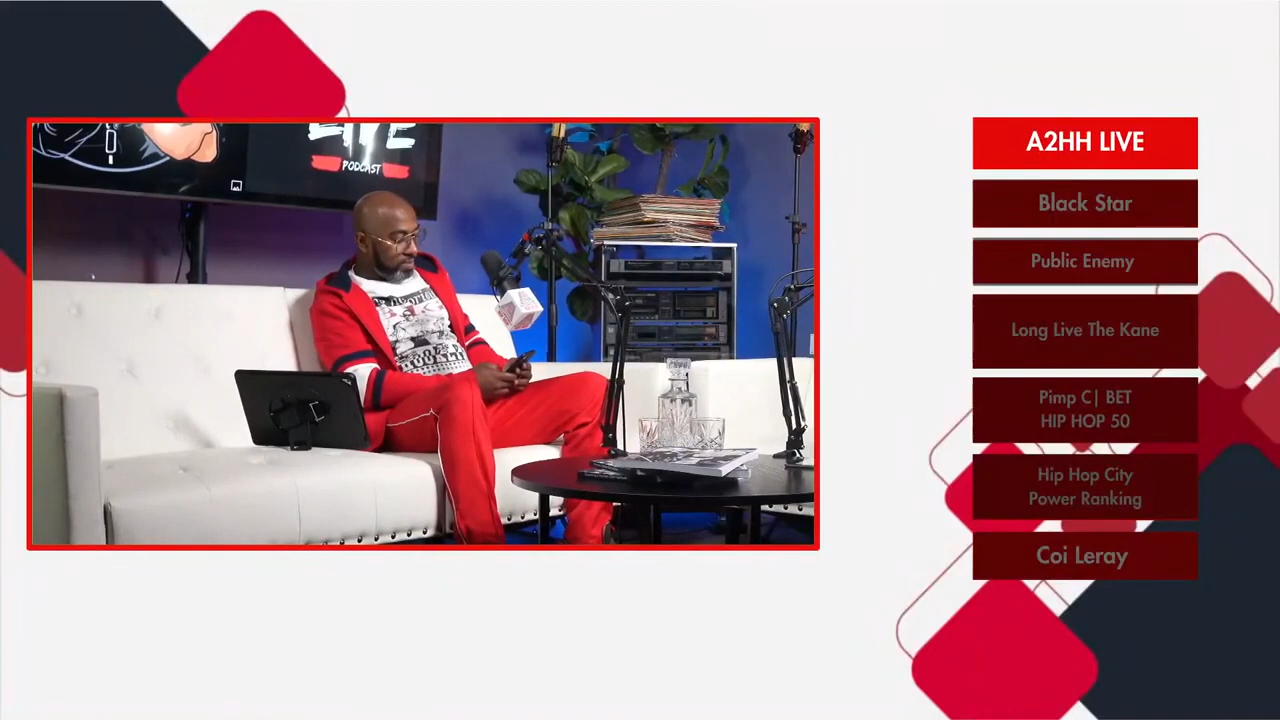 LIFE
PODCAST
A2HH LIVE
Black Star
Public Enemy
Long Live The Kane
Pimp C| BET
HIP HOP 50
Hip Hop City
Power Ranking
Coi Leray